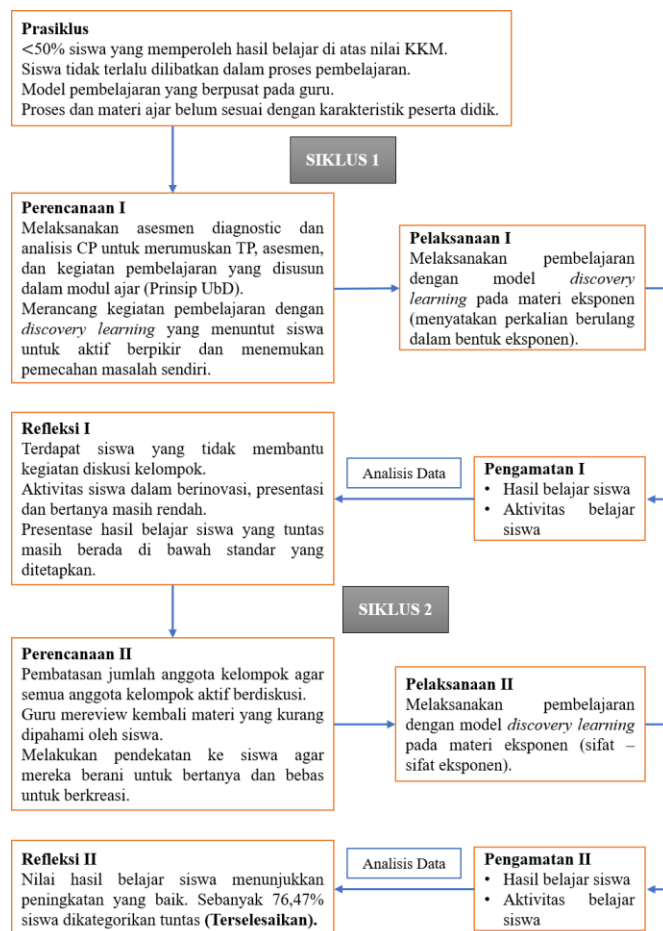 Prasiklus
<50% siswa yang memperoleh hasil belajar di atas nilai KKM.
Siswa tidak terlalu dilibatkan dalam proses pembelajaran.
Model pembelajaran yang berpusat pada guru.
Proses dan materi ajar belum sesuai dengan karakteristik peserta didik.
SIKLUS 1
Perencanaan I
Melaksanakan asesmen diagnostic dan
analisis CP untuk merumuskan TP, asesmen,
dan kegiatan pembelajaran yang disusun
dalam modul ajar (Prinsip UbD).
Merancang kegiatan pembelajaran dengan
discovery learning yang menuntut siswa
untuk aktif berpikir dan menemukan
pemecahan masalah sendiri.
Pelaksanaan I
Melaksanakan pembelajaran
dengan model discovery
learning pada materi eksponen
(menyatakan perkalian berulang
dalam bentuk eksponen).
Refleksi I
Terdapat siswa yang tidak membantu
kegiatan diskusi kelompok.
Aktivitas siswa dalam berinovasi, presentasi
dan bertanya masih rendah.
Presentase hasil belajar siswa yang tuntas
masih berada di bawah standar yang
ditetapkan.
Analisis Data
Pengamatan I
• Hasil belajar siswa
• Aktivitas belajar
siswa
SIKLUS 2
Perencanaan II
Pembatasan jumlah anggota kelompok agar
semua anggota kelompok aktif berdiskusi.
Guru mereview kembali materi yang kurang
dipahami oleh siswa.
Melakukan pendekatan ke siswa agar
mereka berani untuk bertanya dan bebas
untuk berkreasi.
Pelaksanaan II
Melaksanakan pembelajaran
dengan model discovery learning
pada materi eksponen (sifat –
sifat eksponen).
Refleksi II
Nilai hasil belajar siswa menunjukkan
peningkatan yang baik. Sebanyak 76,47%
siswa dikategorikan tuntas (Terselesaikan).
Analisis Data
Pengamatan II
• Hasil belajar siswa
• Aktivitas belajar
siswa